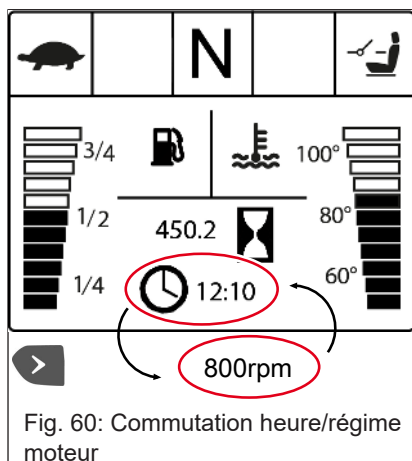 N
3/4
100°
1/2
450.2
80°
1/4
12:10
60°
800rpm
Fig. 60: Commutation heure/régime
moteur